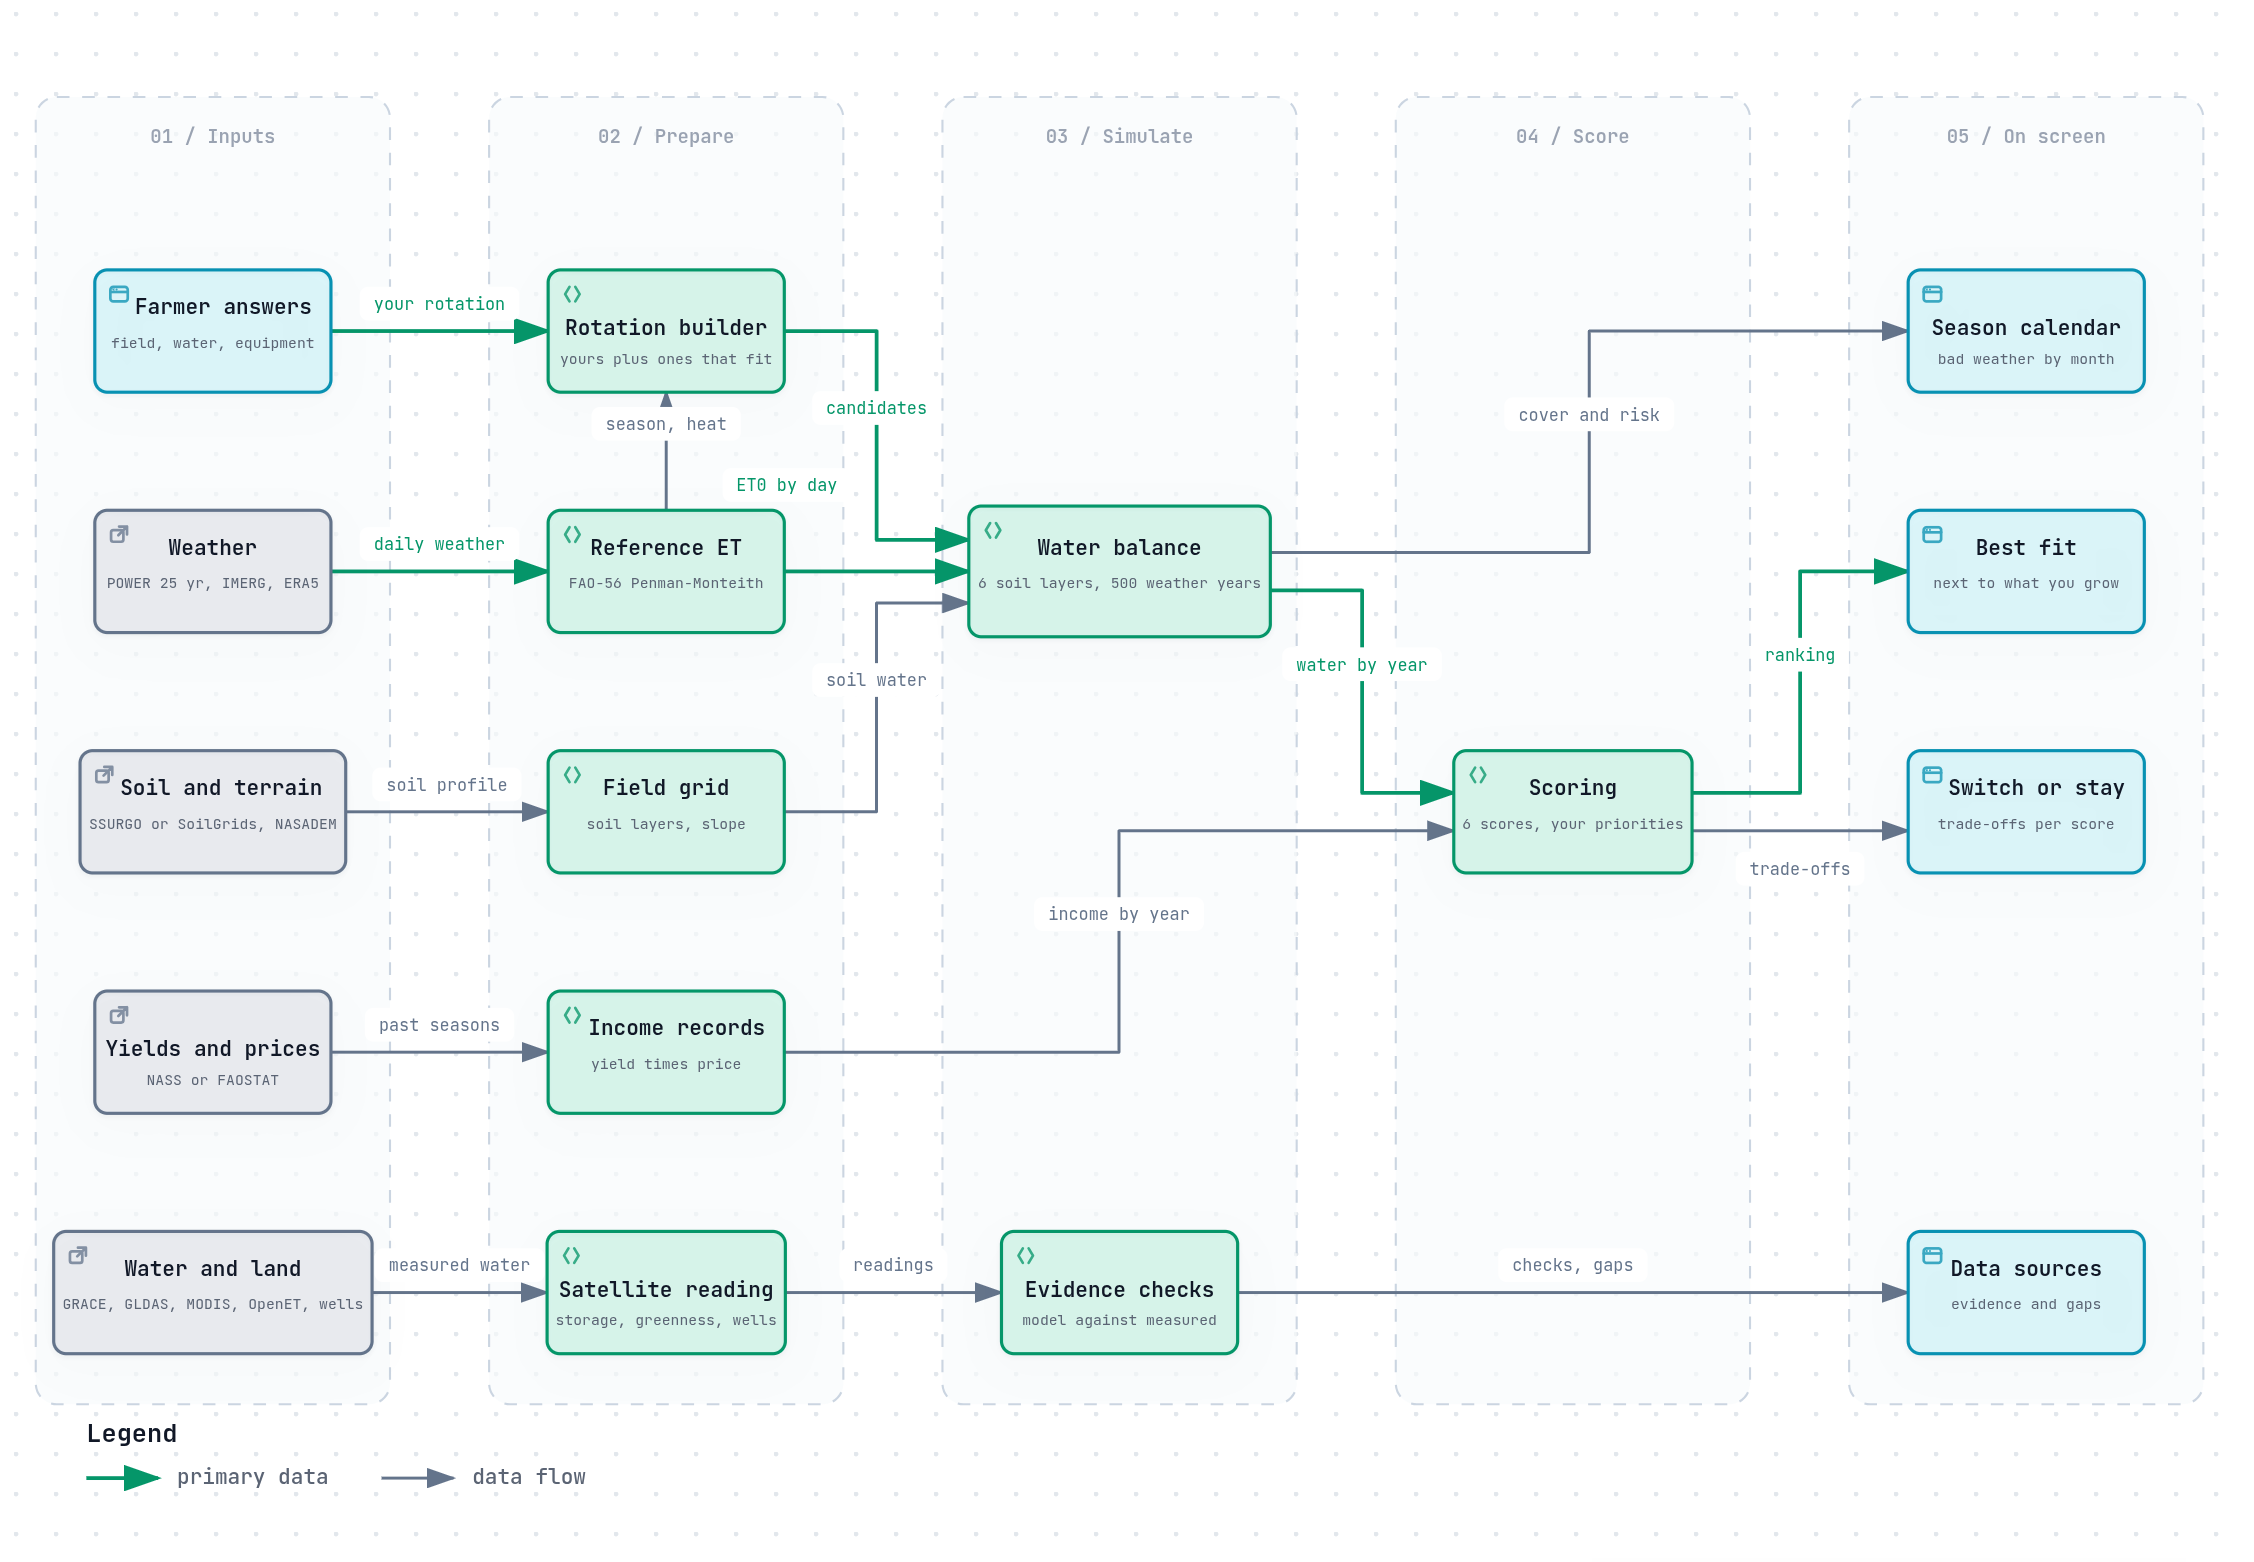 01 / Inputs
02 / Prepare
03 / Simulate
04 / Score
05 / On screen
Farmer answers
field, water, equipment
your rotation
Rotation builder
yours plus ones that fit
candidates
season, heat
cover and risk
Season calendar
bad weather by month
Weather
POWER 25 yr, IMERG, ERA5
daily weather
Reference ET
FAO-56 Penman-Monteith
ET0 by day
Water balance
6 soil layers, 500 weather years
Best fit
next to what you grow
soil water
water by year
ranking
Soil and terrain
SSURGO or SoilGrids, NASADEM
soil profile
Field grid
soil layers, slope
Scoring
6 scores, your priorities
Switch or stay
trade-offs per score
trade-offs
income by year
Yields and prices
NASS or FAOSTAT
past seasons
Income records
yield times price
Water and land
GRACE, GLDAS, MODIS, OpenET, wells
measured water
Satellite reading
storage, greenness, wells
readings
Evidence checks
model against measured
checks, gaps
Data sources
evidence and gaps
Legend
primary data
data flow